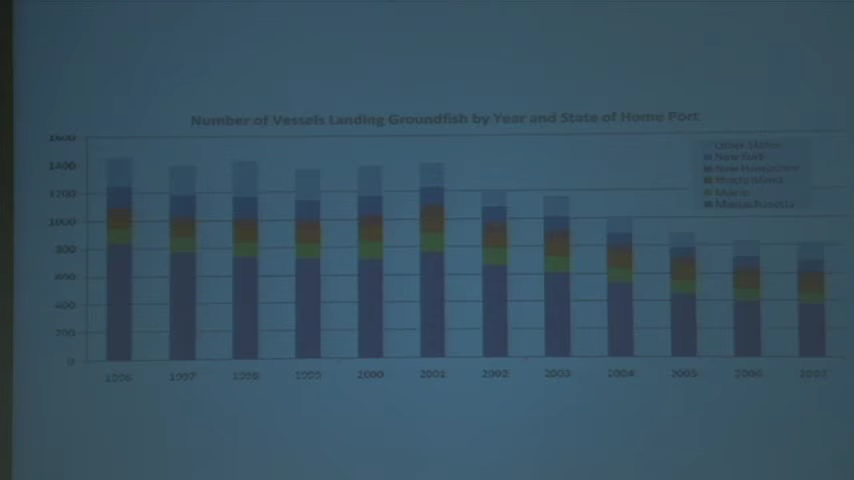 Number of Vessels Landing Groundfish by Year and State of Home Port
1600
1400
1200
1000
800
600
400
200
0
Other States
New York
New Hampshire
Rhode Island
Maine
Massachusetts
1996 1997 1998 1999 2000 2001 2002 2003 2004 2005 2006 2007